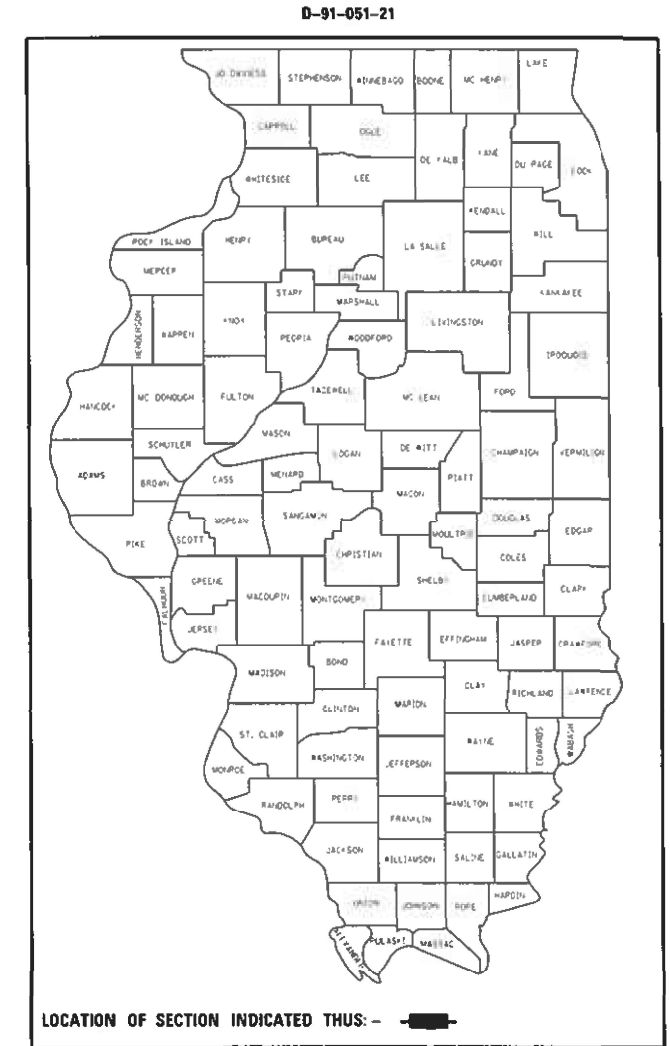 D-91-051-21
LAKE
JO DAVIESS STEPHENSON WINNEBAGO BOONE MC HENRY
CARROLL OGLE
DE KALB KANE DU PAGE COOK
WHITESIDE LEE
KENDALL
ROCK ISLAND HENRY BUREAU LA SALLE WILL
GRUNDY
MERCER PUTNAM
STARK MARSHALL KANKAKEE
HENDERSON WARREN KNOX PEORIA WOODFORD LIVINGSTON
IROQUOIS
HANCOCK MC DONOUGH FULTON TAZEWELL MC LEAN FORD
MASON
SCHUYLER LOGAN DE WITT CHAMPAIGN VERMILION
ADAMS BROWN CASS MENARD PIATT
MACON
PIKE SCOTT MORGAN SANGAMON DOUGLAS
MOULTRIE EDGAR
CHRISTIAN COLES
CALHOUN GREENE MACOUPIN MONTGOMERY SHELBY
CUMBERLAND CLARK
JERSEY
FAYETTE EFFINGHAM JASPER CRAWFORD
MADISON BOND
CLAY RICHLAND LAWRENCE
CLINTON MARION
ST. CLAIR WAYNE EDWARDS WABASH
WASHINGTON JEFFERSON
MONROE
RANDOLPH PERRY HAMILTON WHITE
FRANKLIN
JACKSON WILLIAMSON SALINE GALLATIN
HARDIN
UNION JOHNSON POPE
ALEXANDER PULASKI MASSAC
LOCATION OF SECTION INDICATED THUS: -